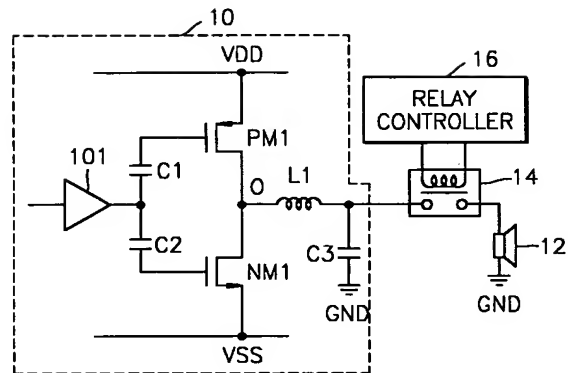 10
VDD
16
RELAY
CONTROLLER
PM1
101
C1
O
L1
14
C2
C3
12
NM1
GND
GND
VSS